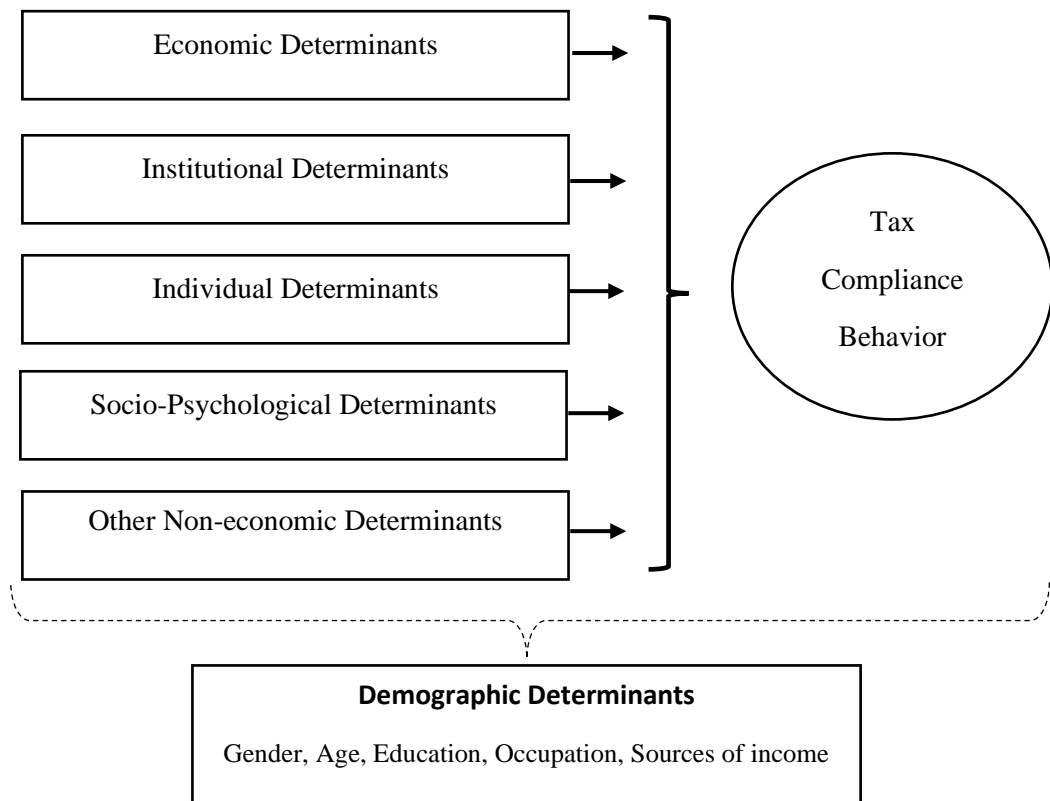 Economic Determinants
Institutional Determinants
Individual Determinants
Socio-Psychological Determinants
Other Non-economic Determinants
Tax
Compliance
Behavior
Demographic Determinants
Gender, Age, Education, Occupation, Sources of income